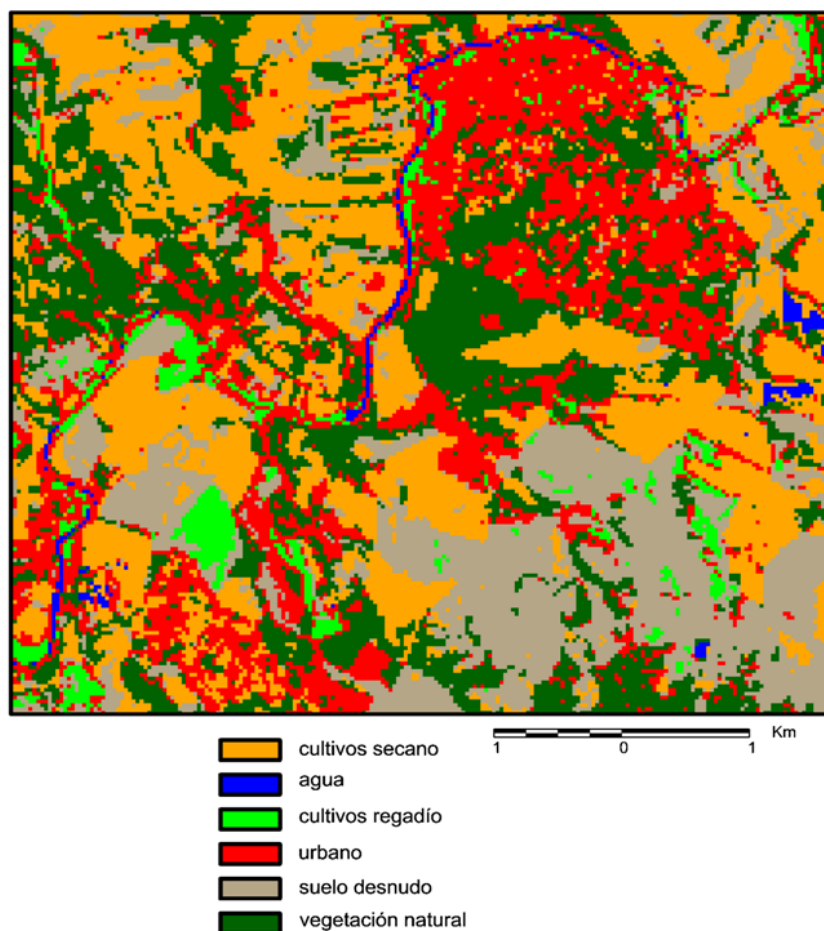 Km
1 0 1
cultivos secano
agua
cultivos regadío
urbano
suelo desnudo
vegetación natural